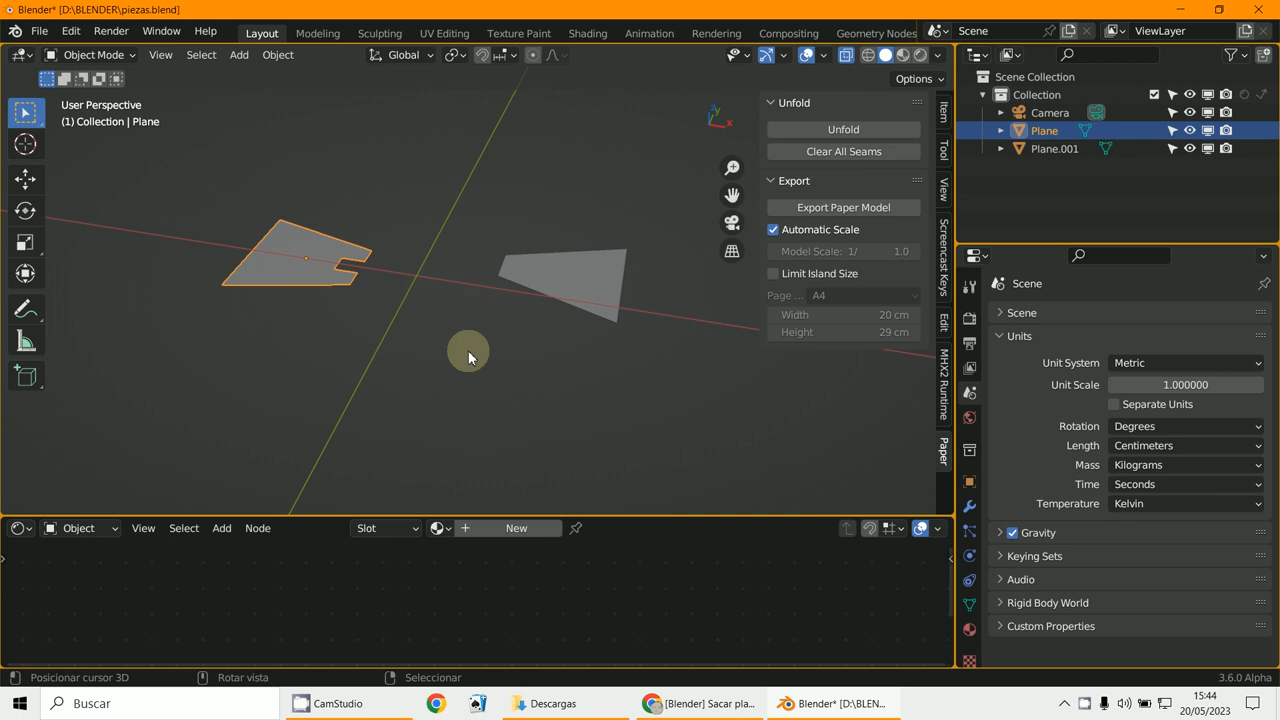 Blender* [D:\BLENDER\piezas.blend]
File Edit Render Window Help Layout Modeling Sculpting UV Editing Texture Paint Shading Animation Rendering Compositing Geometry Nodes Scene ViewLayer
Object Mode View Select Add Object Global
Options
User Perspective
(1) Collection | Plane
Z
Y
X
Unfold
Unfold
Clear All Seams
Export
Export Paper Model
Automatic Scale
Model Scale: 1/ 1.0
Limit Island Size
Page ... A4
Width 20 cm
Height 29 cm
Item
Tool
View
Screencast Keys
Edit
MHX2 Runtime
Paper
Scene Collection
Collection
Camera
Plane
Plane.001
Scene
Scene
Units
Unit System Metric
Unit Scale 1.000000
Separate Units
Rotation Degrees
Length Centimeters
Mass Kilograms
Time Seconds
Temperature Kelvin
Gravity
Keying Sets
Audio
Rigid Body World
Custom Properties
Object View Select Add Node Slot New
Posicionar cursor 3D Rotar vista Seleccionar 3.6.0 Alpha
Buscar CamStudio Descargas [Blender] Sacar pla... Blender* [D:\BLEN... 15:44
20/05/2023